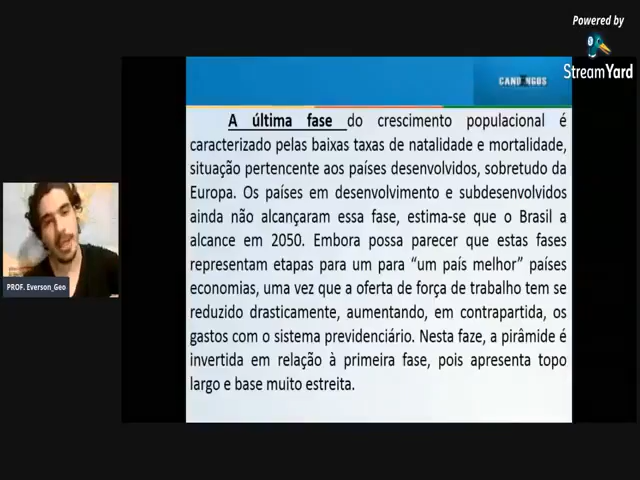 Powered by
StreamYard
CANDANGOS
A última fase do crescimento populacional é
caracterizado pelas baixas taxas de natalidade e mortalidade,
situação pertencente aos países desenvolvidos, sobretudo da
Europa. Os países em desenvolvimento e subdesenvolvidos
ainda não alcançaram essa fase, estima-se que o Brasil a
alcance em 2050. Embora possa parecer que estas fases
representam etapas para um para “um país melhor” países
economias, uma vez que a oferta de força de trabalho tem se
reduzido drasticamente, aumentando, em contrapartida, os
gastos com o sistema previdenciário. Nesta faze, a pirâmide é
invertida em relação à primeira fase, pois apresenta topo
largo e base muito estreita.
PROF. Everson_Geo